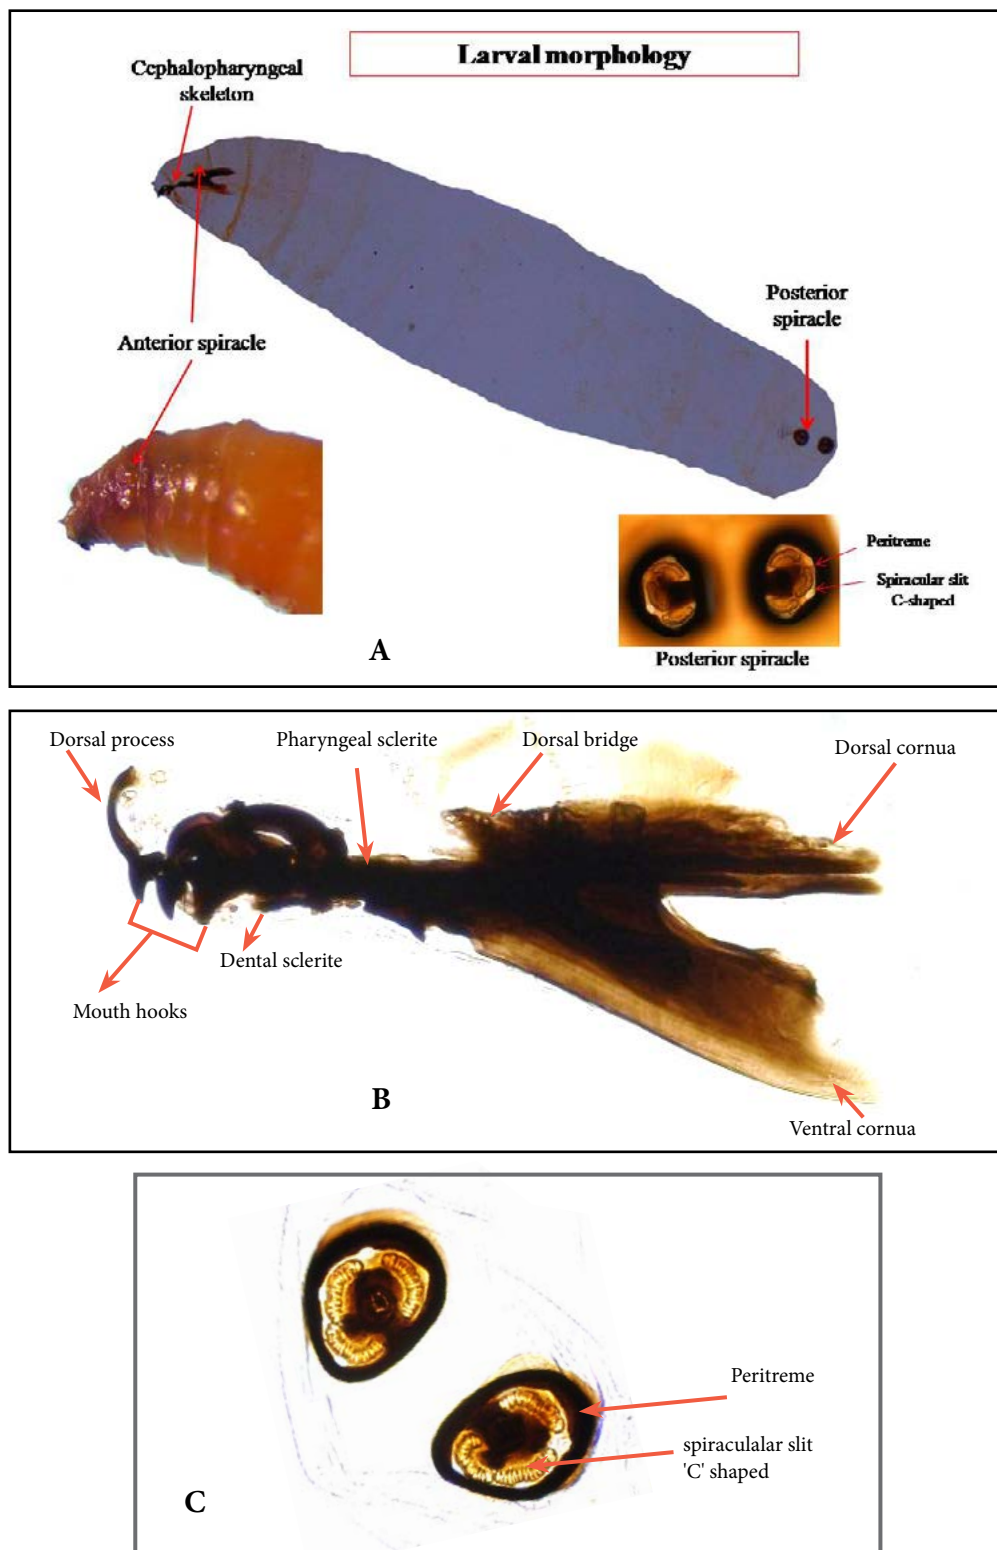 Larval morphology
Cephalopharyngeal
skeleton
Posterior
spiracle
Anterior spiracle
Peritreme
Spiracular slit
C-shaped
A
Posterior spiracle
Dorsal process
Pharyngeal sclerite
Dorsal bridge
Dorsal cornua
Dental sclerite
Mouth hooks
B
Ventral cornua
Peritreme
spiraculalar slit
'C' shaped
C